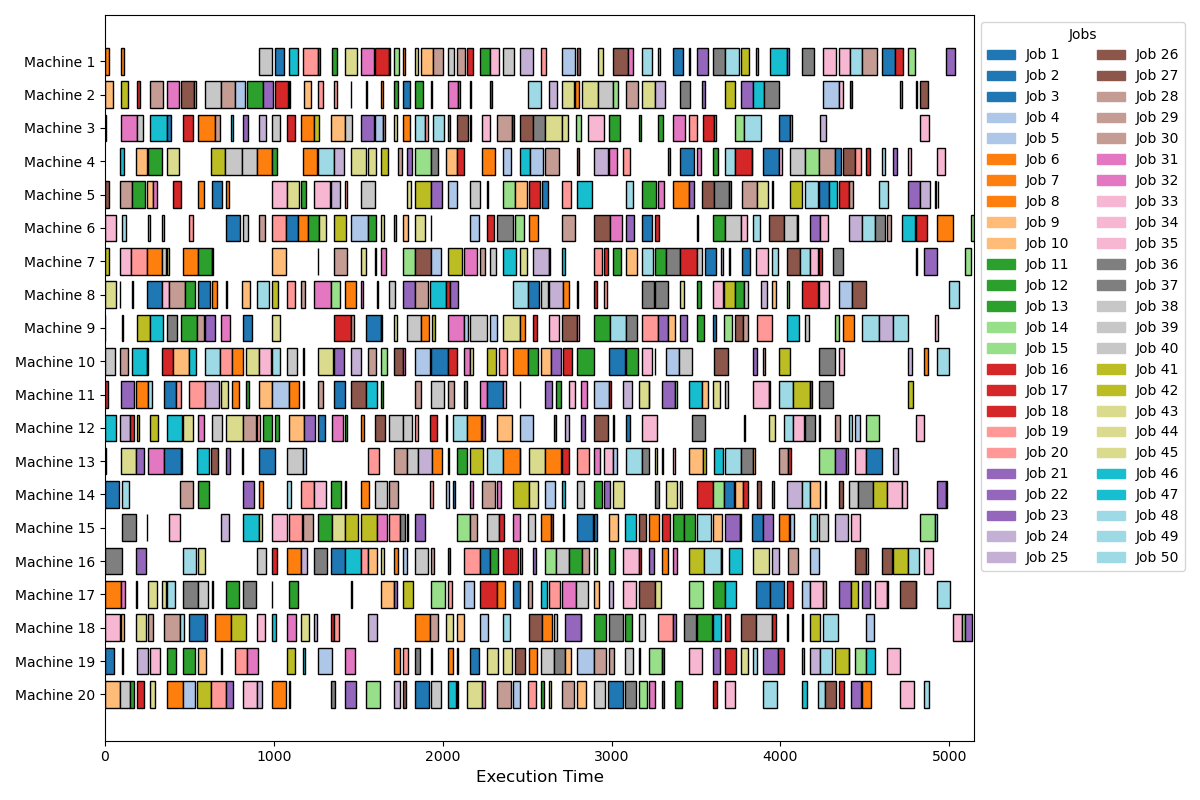 Jobs
Machine 1
Machine 2
Machine 3
Machine 4
Machine 5
Machine 6
Machine 7
Machine 8
Machine 9
Machine 10
Machine 11
Machine 12
Machine 13
Machine 14
Machine 15
Machine 16
Machine 17
Machine 18
Machine 19
Machine 20
0 1000 2000 3000 4000 5000
Execution Time
Job 1
Job 2
Job 3
Job 4
Job 5
Job 6
Job 7
Job 8
Job 9
Job 10
Job 11
Job 12
Job 13
Job 14
Job 15
Job 16
Job 17
Job 18
Job 19
Job 20
Job 21
Job 22
Job 23
Job 24
Job 25
Job 26
Job 27
Job 28
Job 29
Job 30
Job 31
Job 32
Job 33
Job 34
Job 35
Job 36
Job 37
Job 38
Job 39
Job 40
Job 41
Job 42
Job 43
Job 44
Job 45
Job 46
Job 47
Job 48
Job 49
Job 50